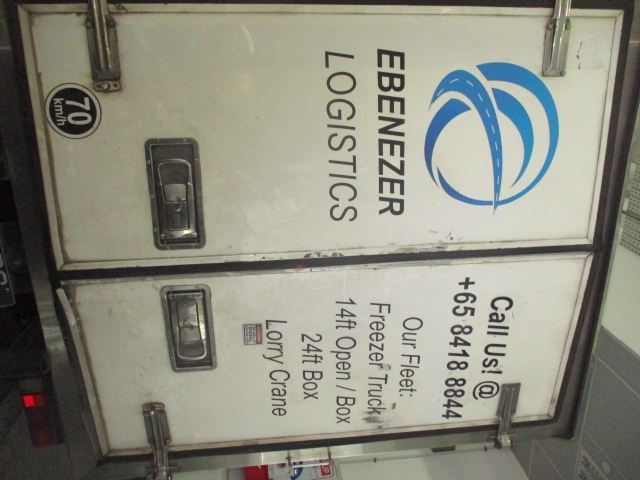 EBENEZER
LOGISTICS
70
km/h
Call Us! @
+65 8418 8844
Our Fleet:
Freezer Truck
14ft Open / Box
24ft Box
Lorry Crane